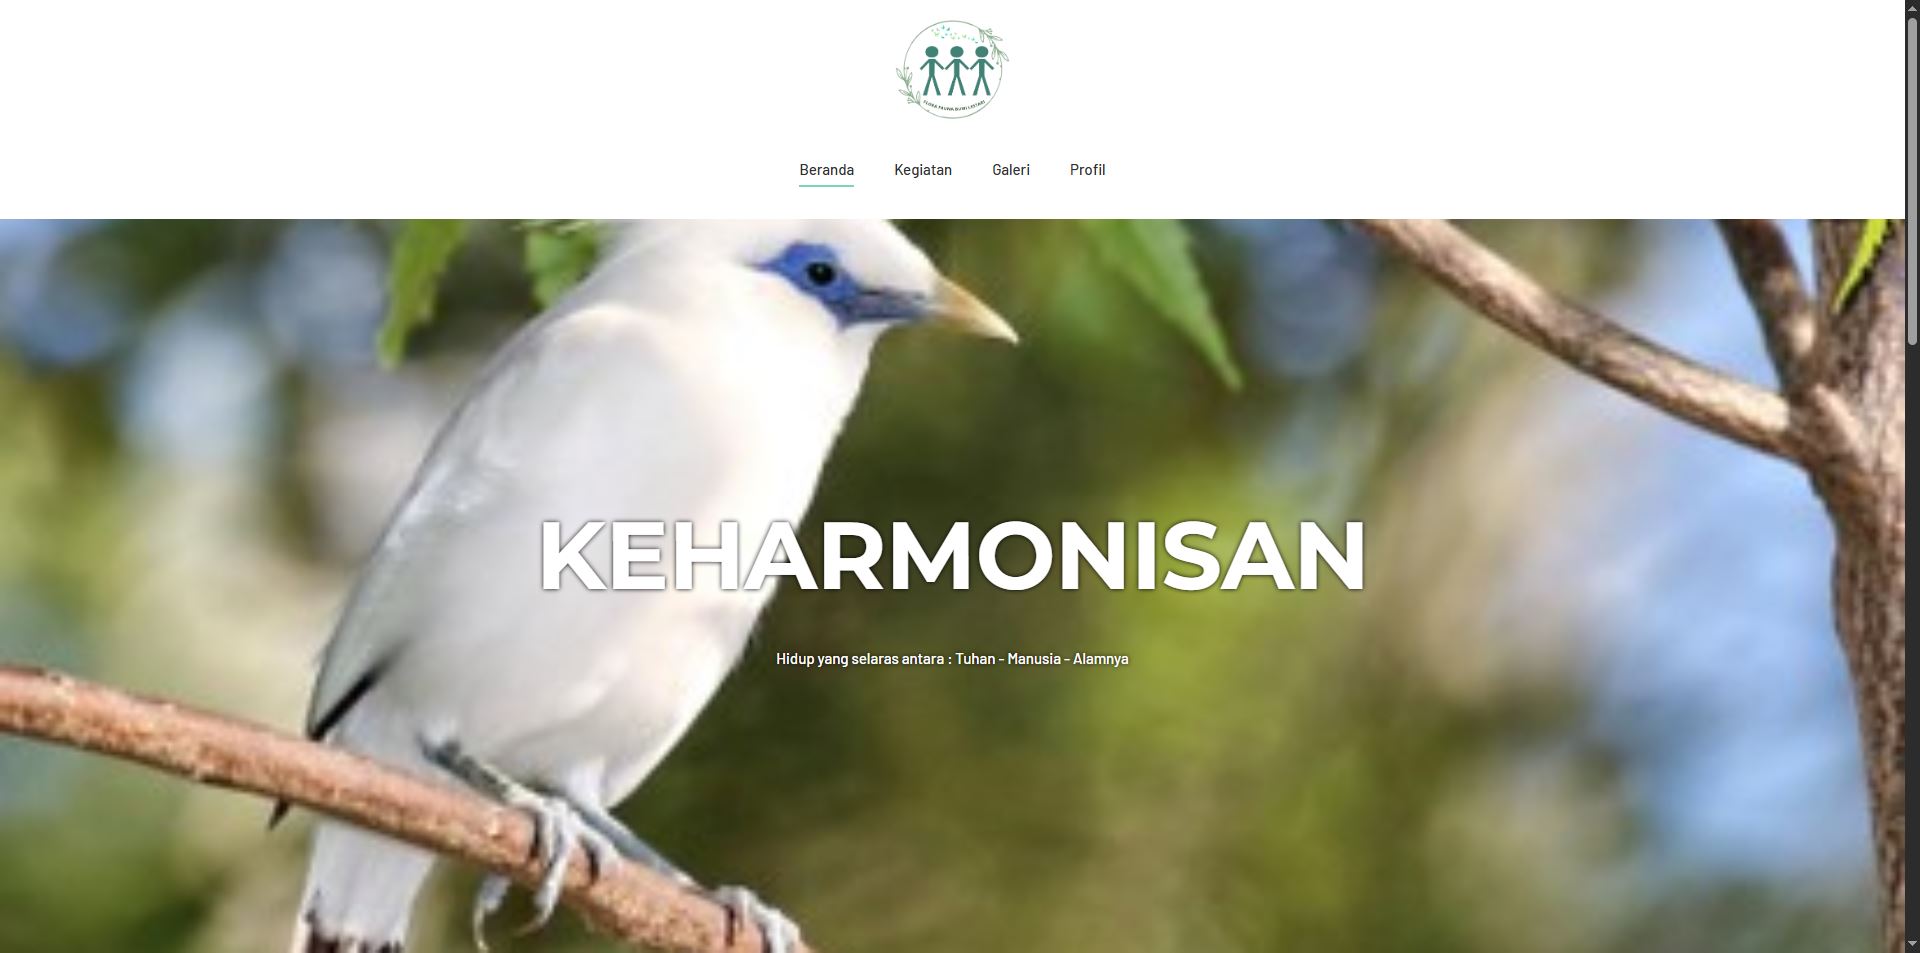 FLORA FAUNA BUMI LESTARI
Beranda Kegiatan Galeri Profil
KEHARMONISAN
Hidup yang selaras antara : Tuhan - Manusia - Alamnya